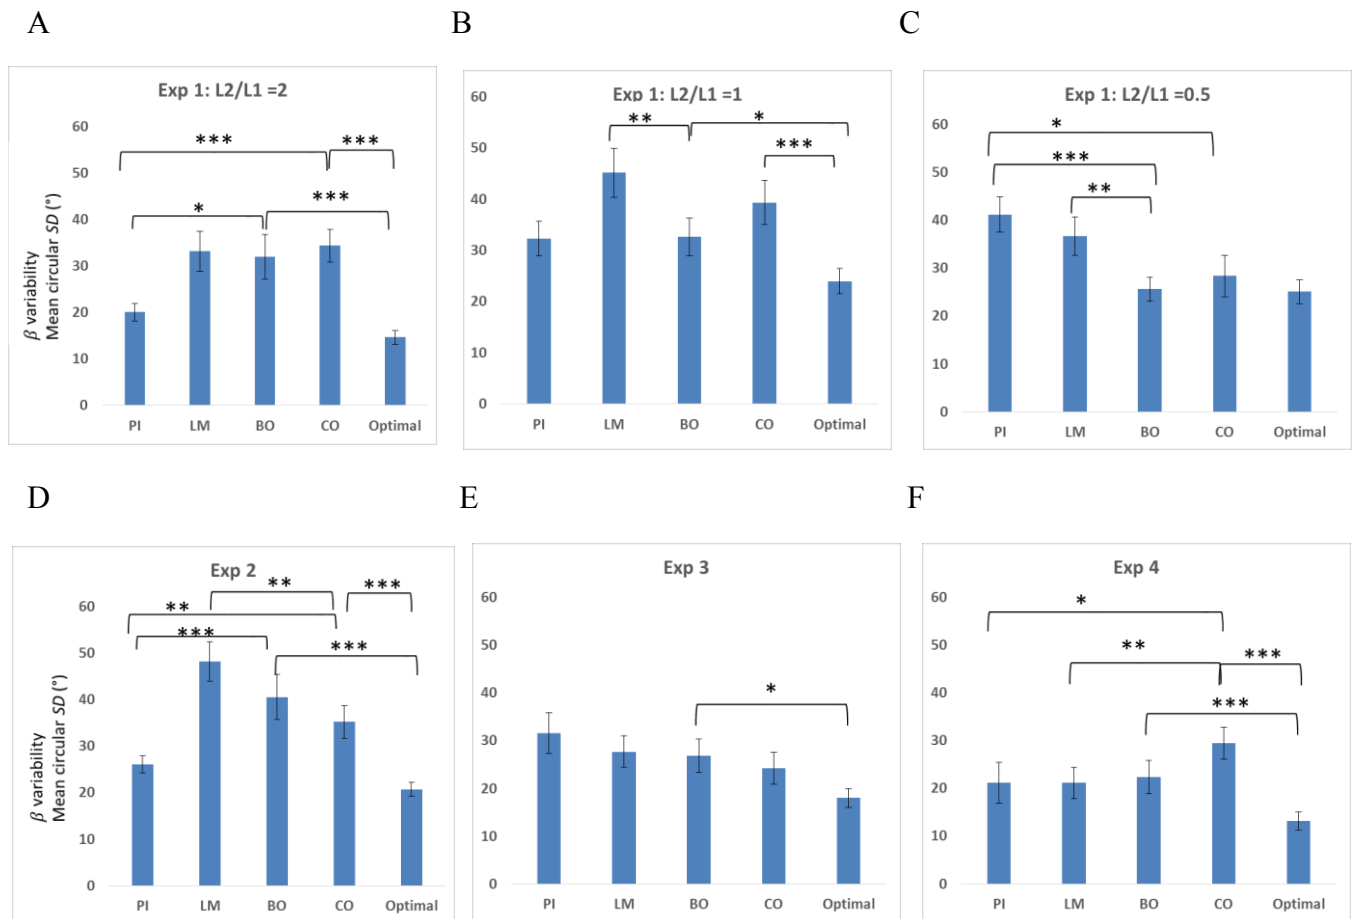 A
B
C
Exp 1: L2/L1 =2
60
50
40
30
20
10
0
β variability
Mean circular SD (°)
***
***
*
***
PI LM BO CO Optimal
Exp 1: L2/L1 =1
60
50
40
30
20
10
0
**
*
***
PI LM BO CO Optimal
Exp 1: L2/L1 =0.5
60
50
40
30
20
10
0
*
***
**
PI LM BO CO Optimal
D
E
F
Exp 2
60
50
40
30
20
10
0
β variability
Mean circular SD (°)
**
***
**
***
***
PI LM BO CO Optimal
Exp 3
60
50
40
30
20
10
0
*
PI LM BO CO Optimal
Exp 4
60
50
40
30
20
10
0
*
**
***
***
PI LM BO CO Optimal